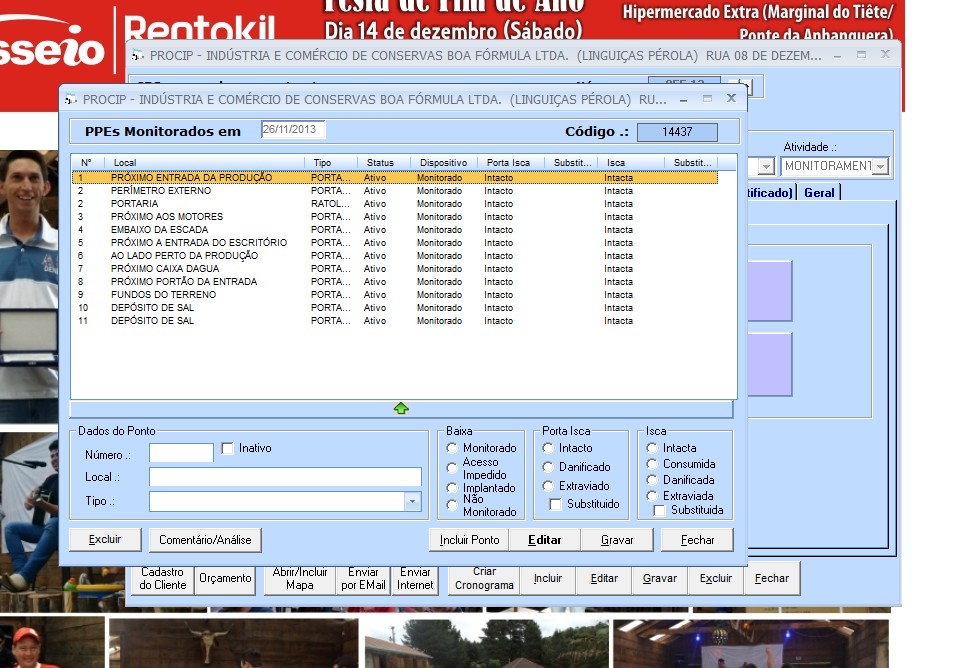 Festa de Fim de Ano
Dia 14 de dezembro (Sábado)
Hipermercado Extra (Marginal do Tiête/
Ponte da Anhanguera)
sseio
Rentokil
PROCIP - INDÚSTRIA E COMÉRCIO DE CONSERVAS BOA FÓRMULA LTDA. (LINGUIÇAS PÉROLA) RUA 08 DE DEZEM...
PROCIP - INDÚSTRIA E COMÉRCIO DE CONSERVAS BOA FÓRMULA LTDA. (LINGUIÇAS PÉROLA) RU...
PPEs Monitorados em 26/11/2013 Código .: 14437
Atividade .:
MONITORAMENT
tificado) Geral
Nº Local Tipo Status Dispositivo Porta Isca Substit... Isca Substit...
1 PRÓXIMO ENTRADA DA PRODUÇÃO PORTA... Ativo Monitorado Intacto Intacta
2 PERÍMETRO EXTERNO PORTA... Ativo Monitorado Intacto Intacta
2 PORTARIA RATOL... Ativo Monitorado Intacto Intacta
3 PRÓXIMO AOS MOTORES PORTA... Ativo Monitorado Intacto Intacta
4 EMBAIXO DA ESCADA PORTA... Ativo Monitorado Intacto Intacta
5 PRÓXIMO A ENTRADA DO ESCRITÓRIO PORTA... Ativo Monitorado Intacto Intacta
6 AO LADO PERTO DA PRODUÇÃO PORTA... Ativo Monitorado Intacto Intacta
7 PRÓXIMO CAIXA DAGUA PORTA... Ativo Monitorado Intacto Intacta
8 PRÓXIMO PORTÃO DA ENTRADA PORTA... Ativo Monitorado Intacto Intacta
9 FUNDOS DO TERRENO PORTA... Ativo Monitorado Intacto Intacta
10 DEPÓSITO DE SAL PORTA... Ativo Monitorado Intacto Intacta
11 DEPÓSITO DE SAL PORTA... Ativo Monitorado Intacto Intacta
Dados do Ponto
Número .:
Inativo
Local .:
Tipo .:
Baixa
Monitorado
Acesso
Impedido
Implantado
Não
Monitorado
Porta Isca
Intacto
Danificado
Extraviado
Substituido
Isca
Intacta
Consumida
Danificada
Extraviada
Substituida
Excluir Comentário/Análise Incluir Ponto Editar Gravar Fechar
Cadastro
do Cliente
Orçamento
Abrir/Incluir
Mapa
Enviar
por EMail
Enviar
Internet
Criar
Cronograma
Incluir Editar Gravar Excluir Fechar